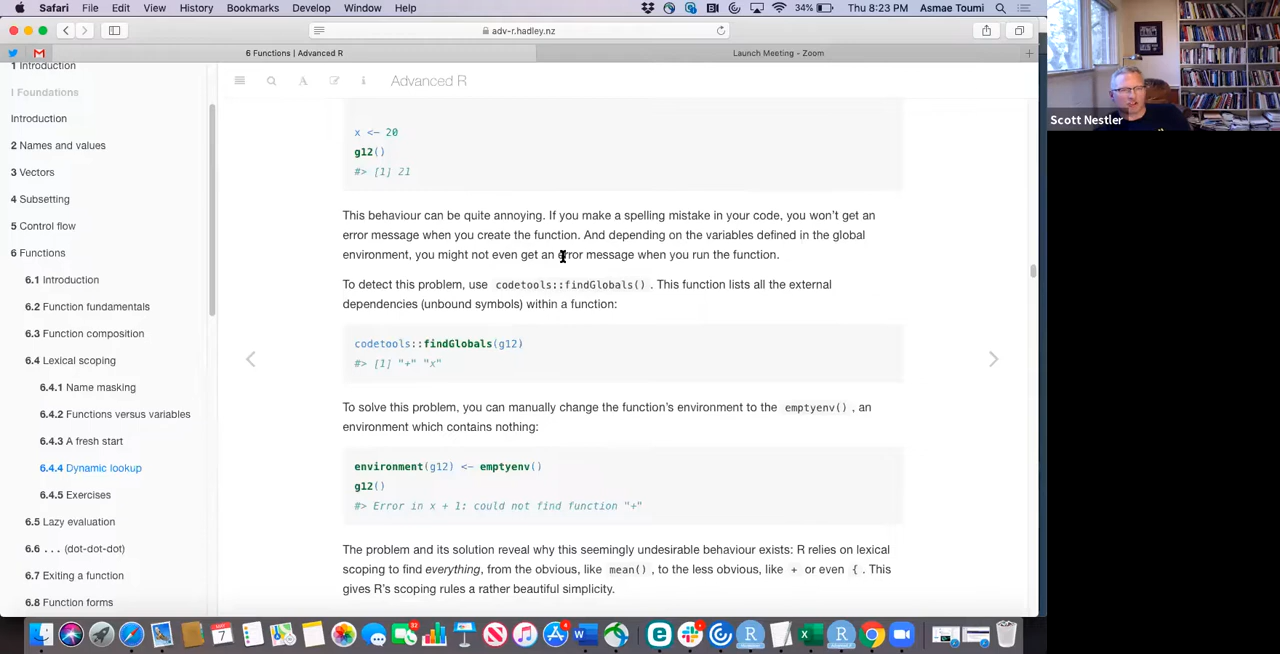 Safari File Edit View History Bookmarks Develop Window Help 34% Thu 8:23 PM Asmae Toumi
adv-r.hadley.nz
6 Functions | Advanced R Launch Meeting - Zoom
Advanced R
1 Introduction
I Foundations
Introduction
2 Names and values
3 Vectors
4 Subsetting
5 Control flow
6 Functions
6.1 Introduction
6.2 Function fundamentals
6.3 Function composition
6.4 Lexical scoping
6.4.1 Name masking
6.4.2 Functions versus variables
6.4.3 A fresh start
6.4.4 Dynamic lookup
6.4.5 Exercises
6.5 Lazy evaluation
6.6 ... (dot-dot-dot)
6.7 Exiting a function
6.8 Function forms
x <- 20
g12()
#> [1] 21
This behaviour can be quite annoying. If you make a spelling mistake in your code, you won't get an
error message when you create the function. And depending on the variables defined in the global
environment, you might not even get an error message when you run the function.
To detect this problem, use codetools::findGlobals() . This function lists all the external
dependencies (unbound symbols) within a function:
codetools::findGlobals(g12)
#> [1] "+" "x"
To solve this problem, you can manually change the function's environment to the emptyenv() , an
environment which contains nothing:
environment(g12) <- emptyenv()
g12()
#> Error in x + 1: could not find function "+"
The problem and its solution reveal why this seemingly undesirable behaviour exists: R relies on lexical
scoping to find everything, from the obvious, like mean() , to the less obvious, like + or even { . This
gives R's scoping rules a rather beautiful simplicity.
Scott Nestler